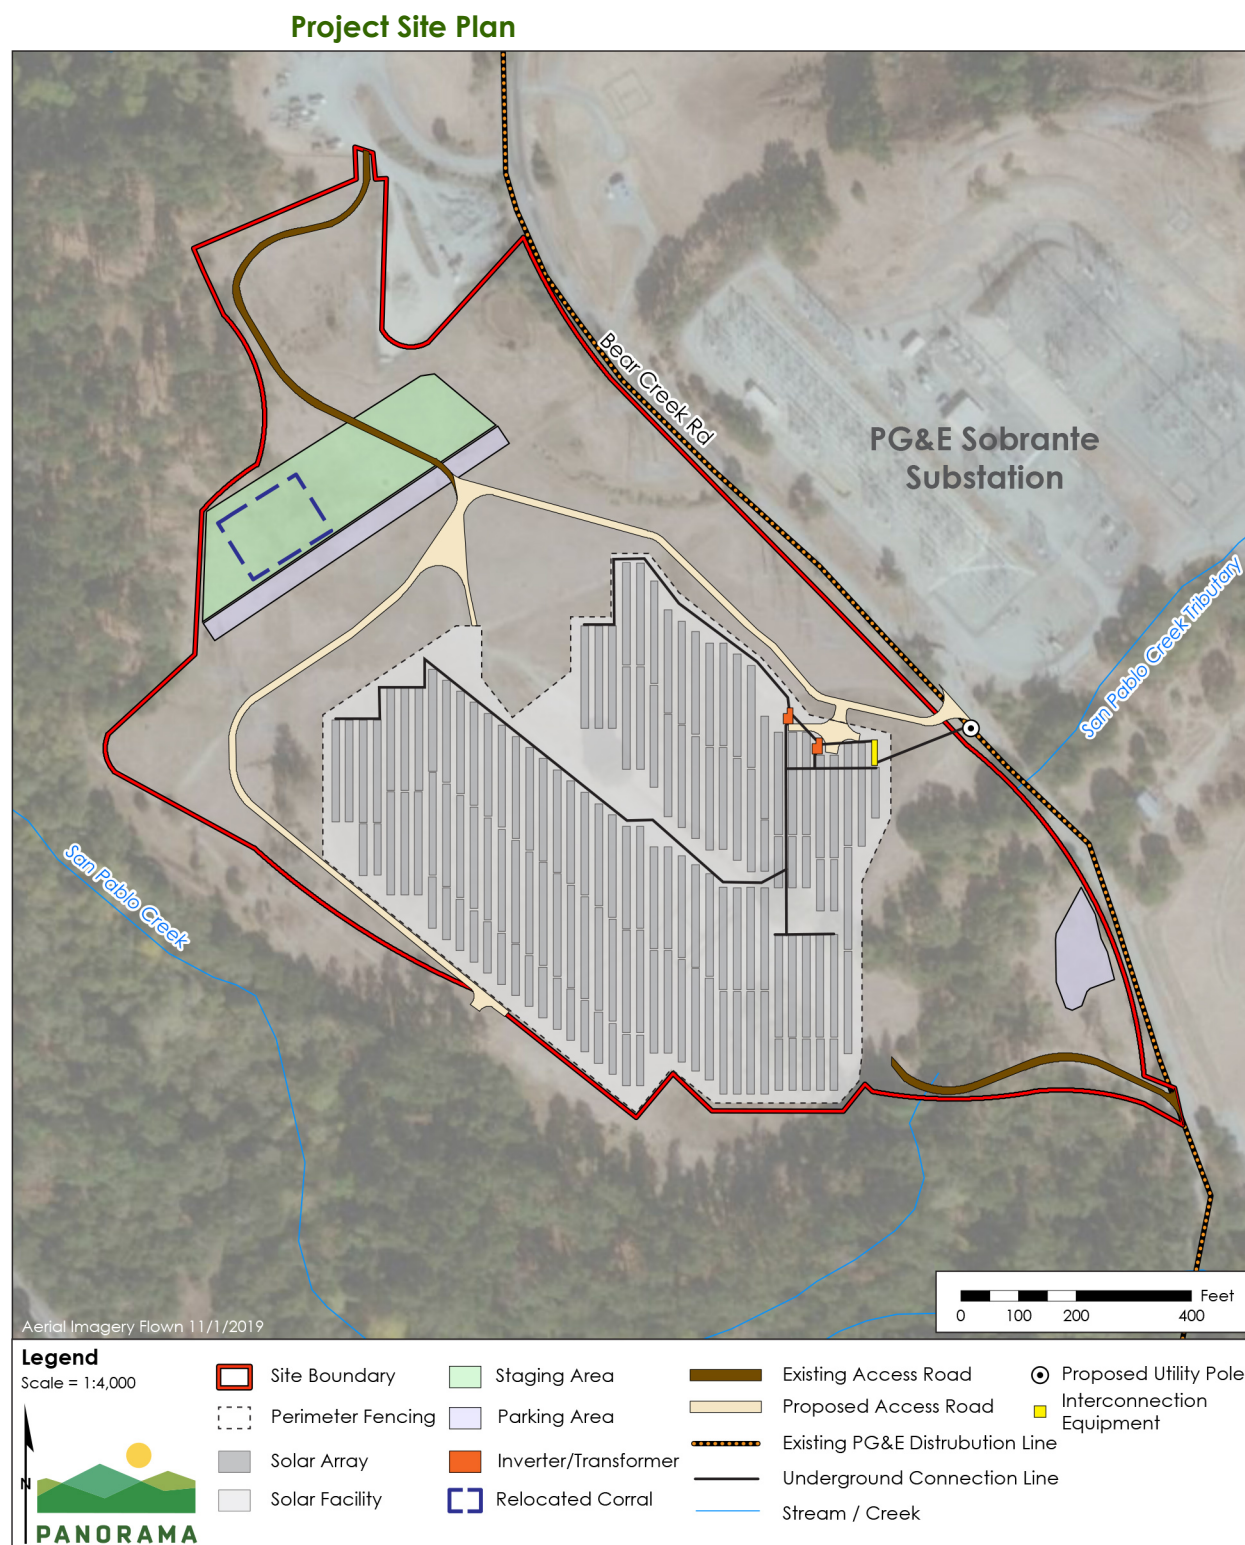 Project Site Plan
Bear Creek Rd
PG&E Sobrante
Substation
San Pablo Creek Tributary
San Pablo Creek
Feet
0 100 200 400
Aerial Imagery Flown 11/1/2019
Legend
Scale = 1:4,000
N
PANORAMA
Site Boundary
Perimeter Fencing
Solar Array
Solar Facility
Staging Area
Parking Area
Inverter/Transformer
Relocated Corral
Existing Access Road
Proposed Access Road
Existing PG&E Distrubution Line
Underground Connection Line
Stream / Creek
Proposed Utility Pole
Interconnection
Equipment